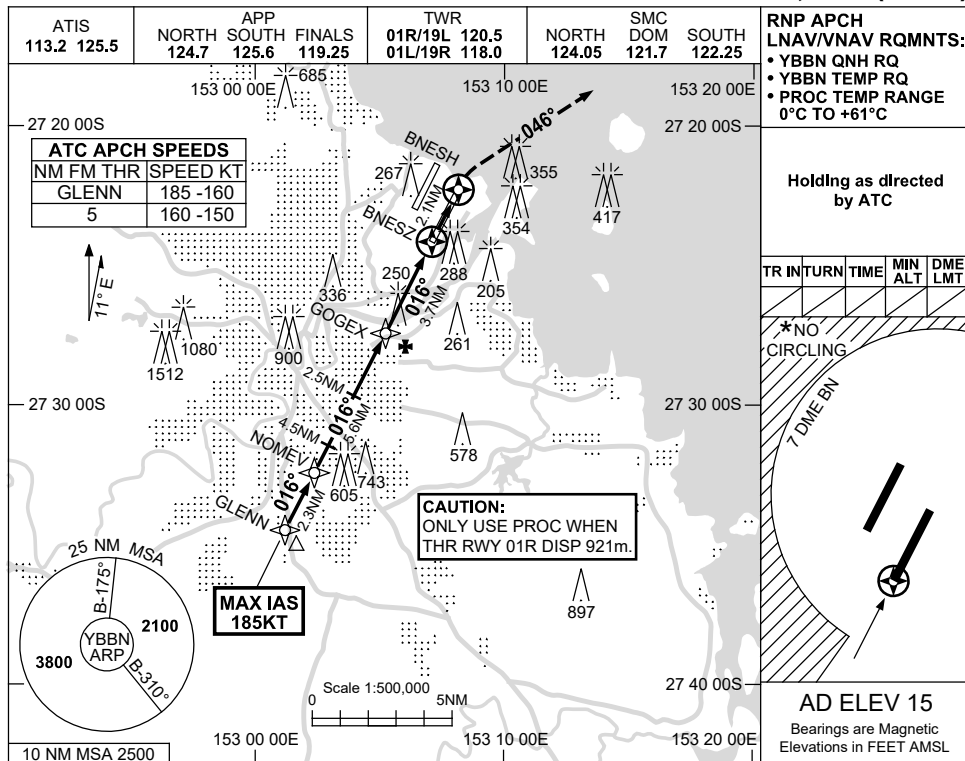 ATIS
113.2 125.5
APP
NORTH SOUTH FINALS
124.7 125.6 119.25
TWR
01R/19L 120.5
01L/19R 118.0
SMC
NORTH DOM SOUTH
124.05 121.7 122.25
RNP APCH
LNAV/VNAV RQMNTS:
• YBBN QNH RQ
• YBBN TEMP RQ
• PROC TEMP RANGE
0°C TO +61°C
Holding as directed
by ATC
TR IN TURN TIME MIN ALT DME LMT
*NO
CIRCLING
7 DME BN
AD ELEV 15
Bearings are Magnetic
Elevations in FEET AMSL
153 00 00E
685
153 10 00E
153 20 00E
27 20 00S
27 20 00S
ATC APCH SPEEDS
NM FM THR SPEED KT
GLENN 185 -160
5 160 -150
046°
BNESH
267
355
354
417
2.1NM
BNESZ
11° E
288
205
250
336
016°
3.7NM
GOGEX
261
1080
1512
900
2.5NM
27 30 00S
27 30 00S
016°
5.6NM
4.5NM
NOMEV
743
605
578
016°
2.3NM
GLENN
CAUTION:
ONLY USE PROC WHEN
THR RWY 01R DISP 921m.
897
MAX IAS
185KT
25 NM MSA
B-175°
YBBN
ARP
2100
3800
B-310°
10 NM MSA 2500
Scale 1:500,000
0 5NM
27 40 00S
153 00 00E
153 10 00E
153 20 00E